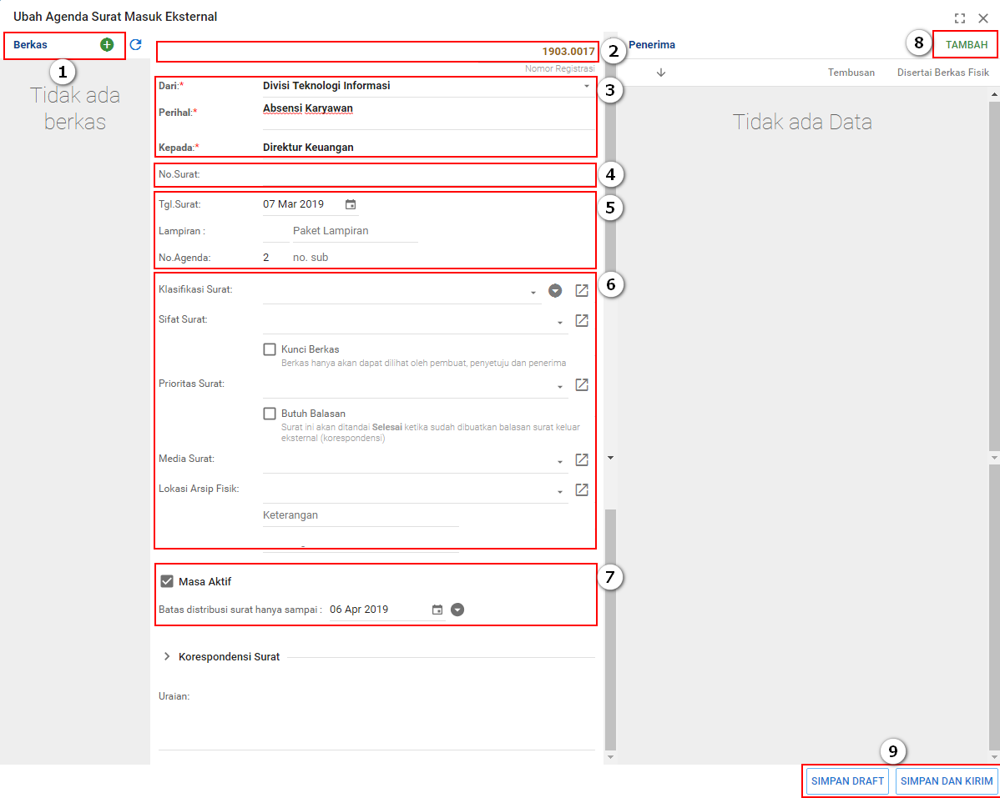 Ubah Agenda Surat Masuk Eksternal
Berkas
1
Tidak ada
berkas
1903.0017
2
Nomor Registrasi
Dari:*
Divisi Teknologi Informasi
3
Perihal:*
Absensi Karyawan
Kepada:*
Direktur Keuangan
No.Surat:
4
Tgl.Surat:
07 Mar 2019
5
Lampiran :
Paket Lampiran
No.Agenda:
2
no. sub
Klasifikasi Surat:
6
Sifat Surat:
Kunci Berkas
Berkas hanya akan dapat dilihat oleh pembuat, penyetuju dan penerima
Prioritas Surat:
Butuh Balasan
Surat ini akan ditandai Selesai ketika sudah dibuatkan balasan surat keluar
eksternal (korespondensi)
Media Surat:
Lokasi Arsip Fisik:
Keterangan
Masa Aktif
7
Batas distribusi surat hanya sampai :
06 Apr 2019
Korespondensi Surat
Uraian:
Penerima
8
TAMBAH
Tembusan
Disertai Berkas Fisik
Tidak ada Data
9
SIMPAN DRAFT
SIMPAN DAN KIRIM